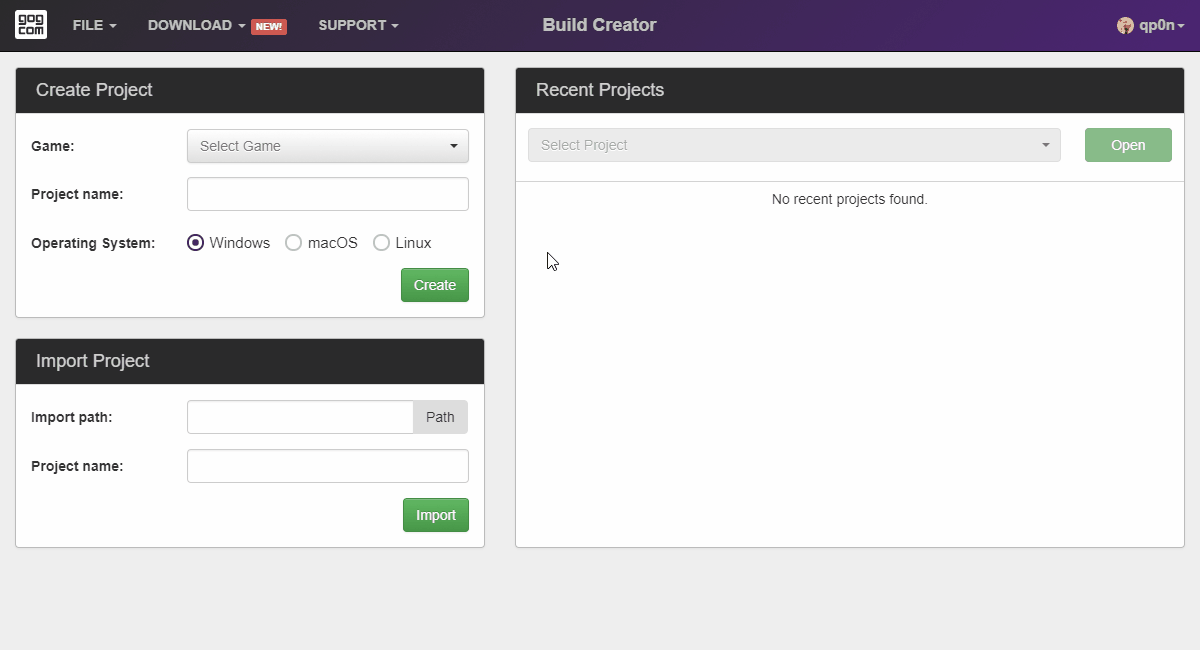 gog
com
FILE
DOWNLOAD NEW!
SUPPORT
Build Creator
qp0n
Create Project
Game: Select Game
Project name:
Operating System: Windows macOS Linux
Create
Import Project
Import path: Path
Project name:
Import
Recent Projects
Select Project Open
No recent projects found.